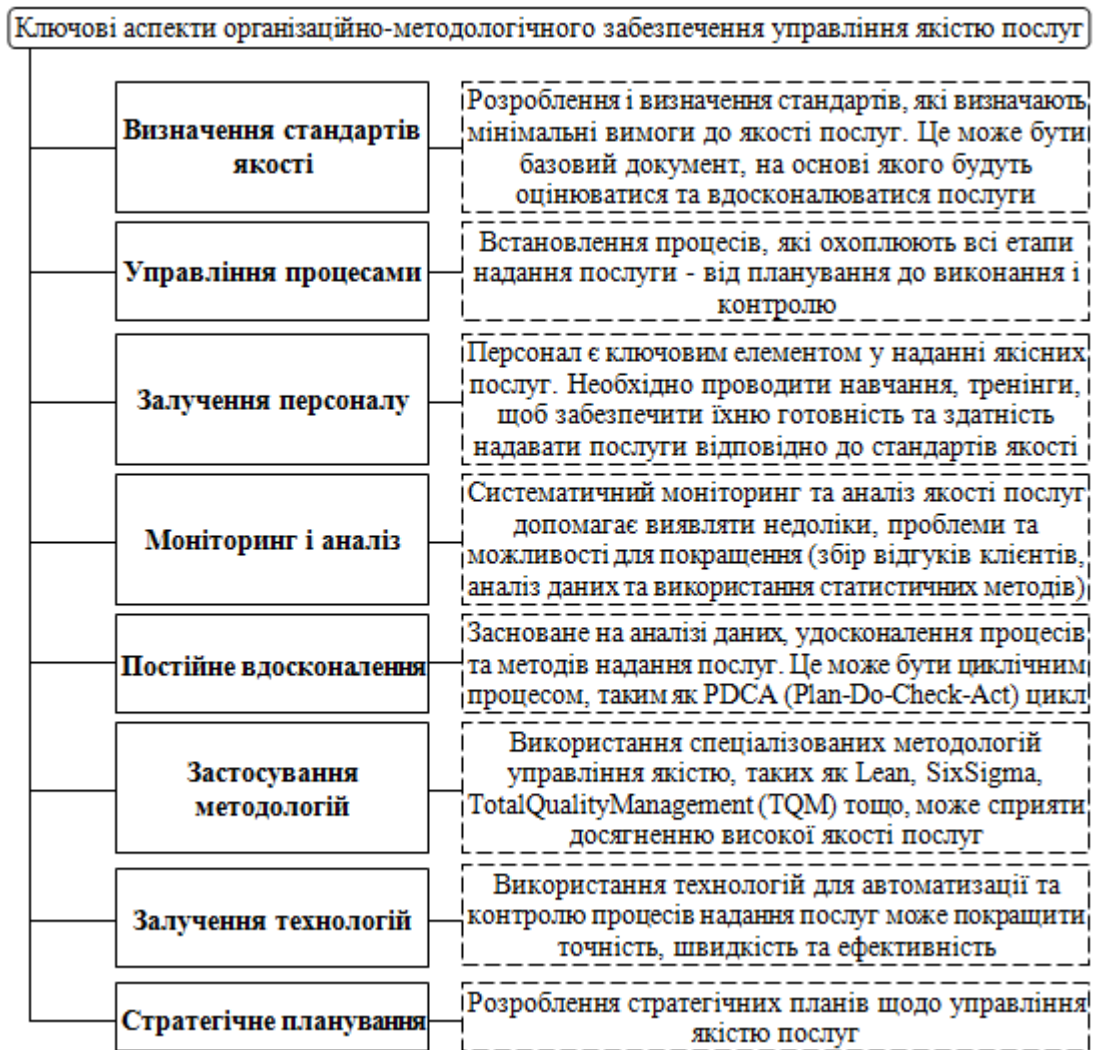 Ключові аспекти організаційно-методологічного забезпечення управління якістю послуг
Визначення стандартів
якості
Розроблення і визначення стандартів, які визначають
мінімальні вимоги до якості послуг. Це може бути
базовий документ, на основі якого будуть
оцінюватися та вдосконалюватися послуги
Управління процесами
Встановлення процесів, які охоплюють всі етапи
надання послуги - від планування до виконання і
контролю
Залучення персоналу
Персонал є ключовим елементом у наданні якісних
послуг. Необхідно проводити навчання, тренінги,
щоб забезпечити їхню готовність та здатність
надавати послуги відповідно до стандартів якості
Моніторинг і аналіз
Систематичний моніторинг та аналіз якості послуг
допомагає виявляти недоліки, проблеми та
можливості для покращення (збір відгуків клієнтів,
аналіз даних та використання статистичних методів)
Постійне вдосконалення
Засноване на аналізі даних, удосконалення процесів
та методів надання послуг. Це може бути циклічним
процесом, таким як PDCA (Plan-Do-Check-Act) цикл
Застосування
методологій
Використання спеціалізованих методологій
управління якістю, таких як Lean, SixSigma,
TotalQualityManagement (TQM) тощо, може сприяти
досягненню високої якості послуг
Залучення технологій
Використання технологій для автоматизації та
контролю процесів надання послуг може покращити
точність, швидкість та ефективність
Стратегічне планування
Розроблення стратегічних планів щодо управління
якістю послуг